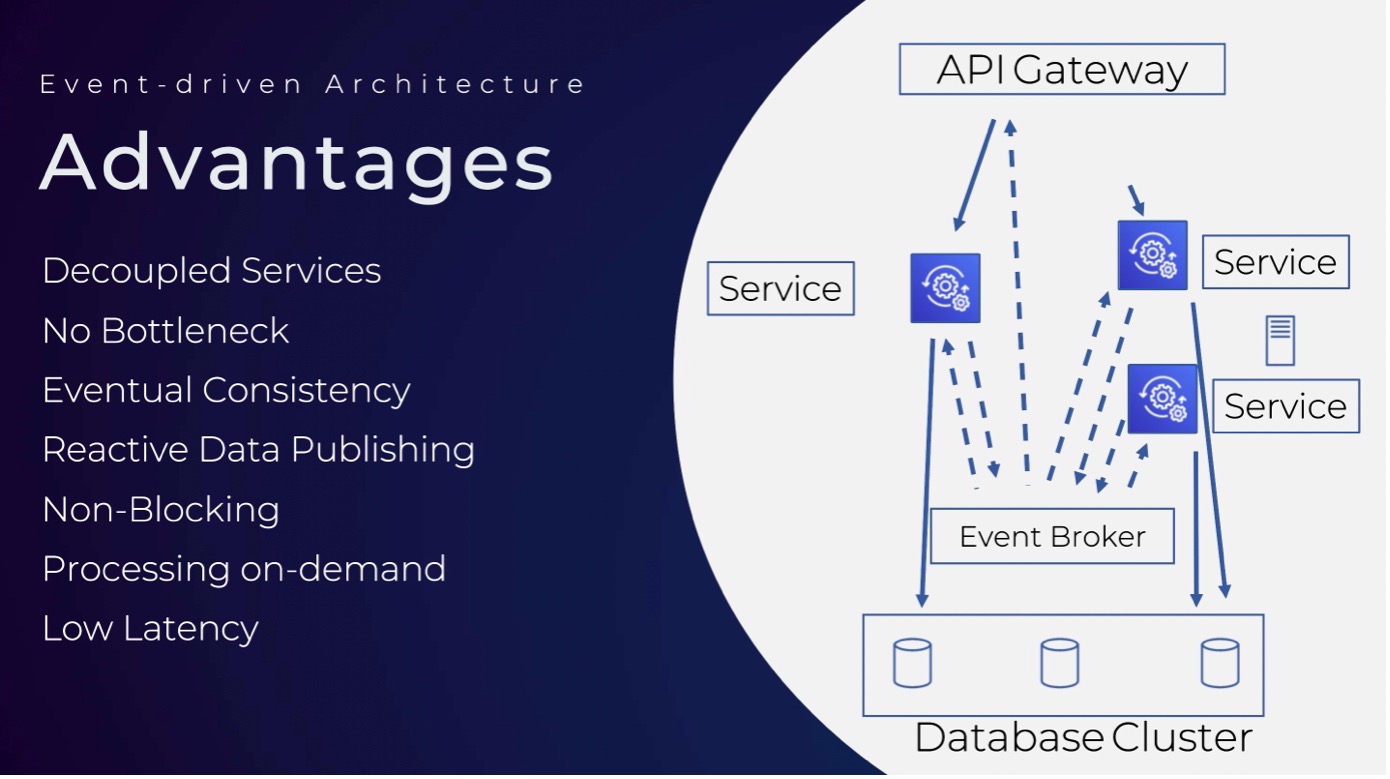 Event-driven Architecture
Advantages
Decoupled Services
No Bottleneck
Eventual Consistency
Reactive Data Publishing
Non-Blocking
Processing on-demand
Low Latency
API Gateway
Service
Service
Service
Event Broker
Database Cluster